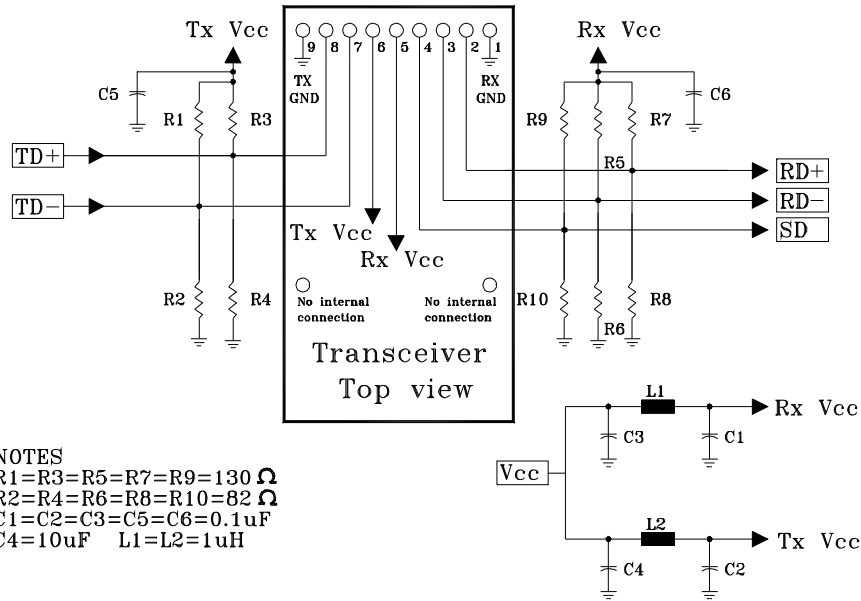 Tx Vcc
Rx Vcc
9 8 7 6 5 4 3 2 1
TX
GND
RX
GND
C5
R1
R3
R9
R7
C6
TD+
R5
RD+
TD-
RD-
SD
Tx Vcc
Rx Vcc
R2
R4
No internal
connection
No internal
connection
R10
R8
R6
Transceiver
Top view
L1
Rx Vcc
C3
C1
Vcc
L2
Tx Vcc
C4
C2
NOTES
R1=R3=R5=R7=R9=130 Ω
R2=R4=R6=R8=R10=82 Ω
C1=C2=C3=C5=C6=0.1uF
C4=10uF L1=L2=1uH